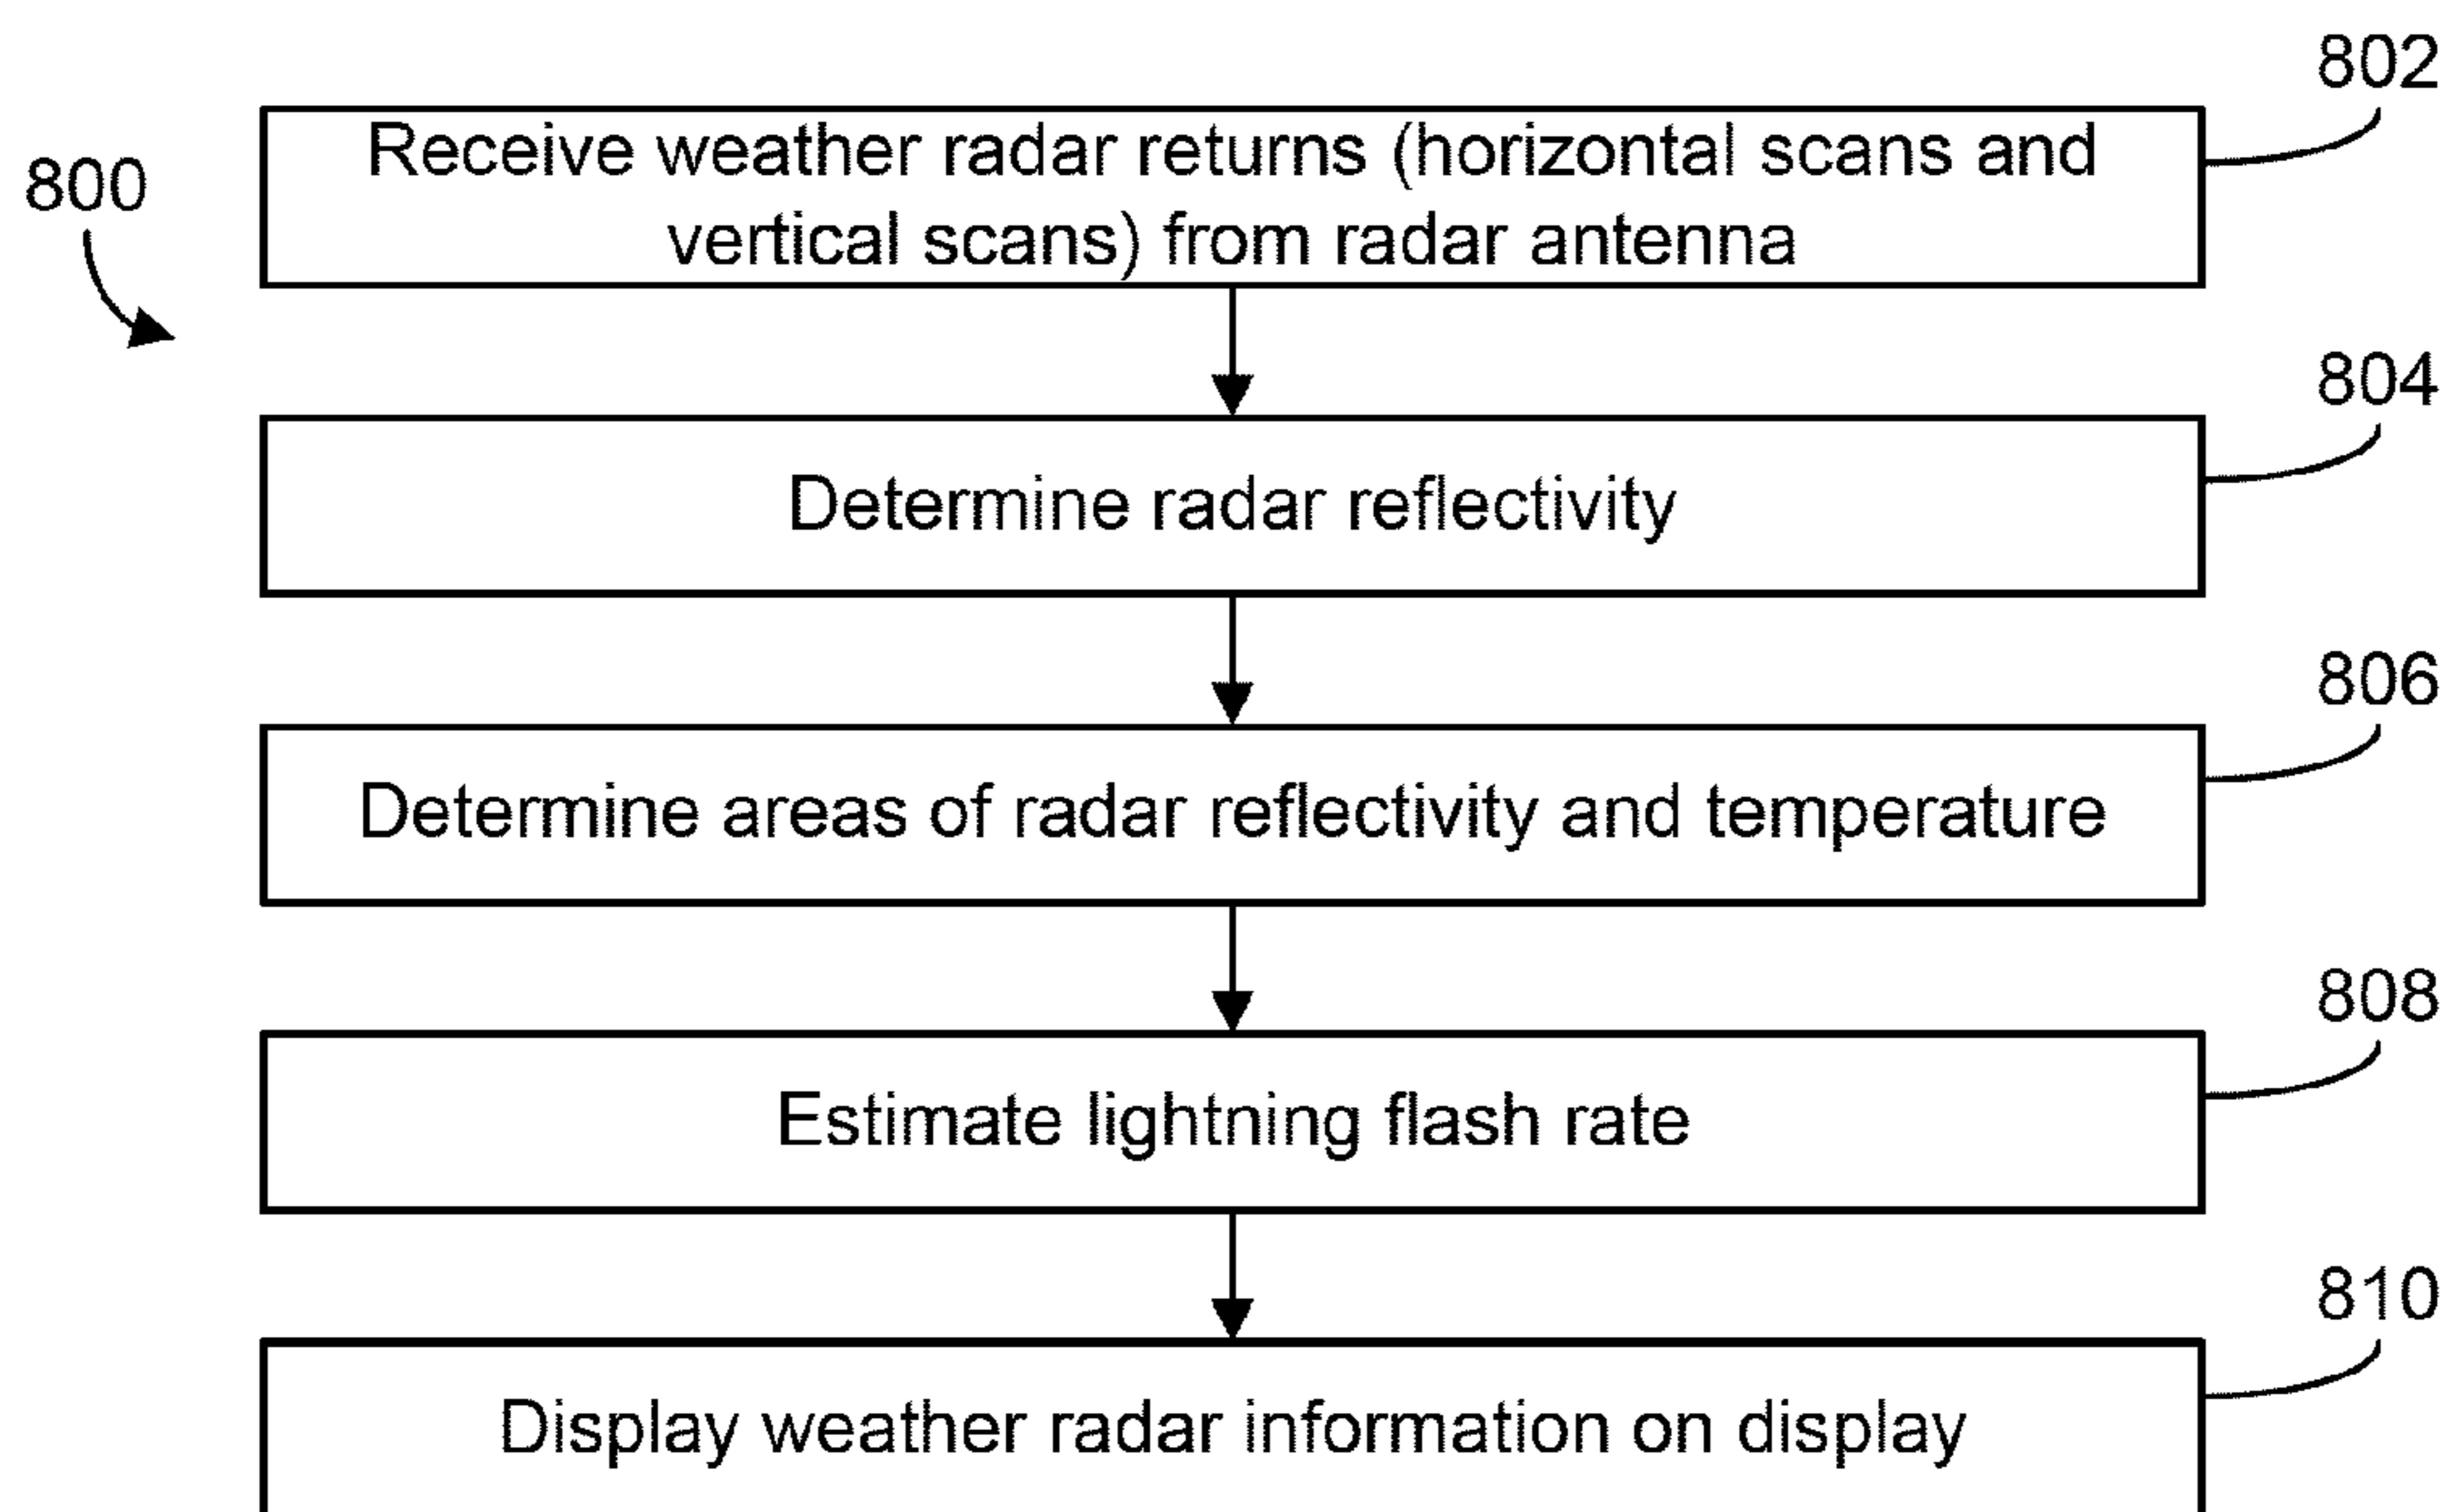 802
Receive weather radar returns (horizontal scans and
vertical scans) from radar antenna
800
804
Determine radar reflectivity
806
Determine areas of radar reflectivity and temperature
808
Estimate lightning flash rate
810
Display weather radar information on display